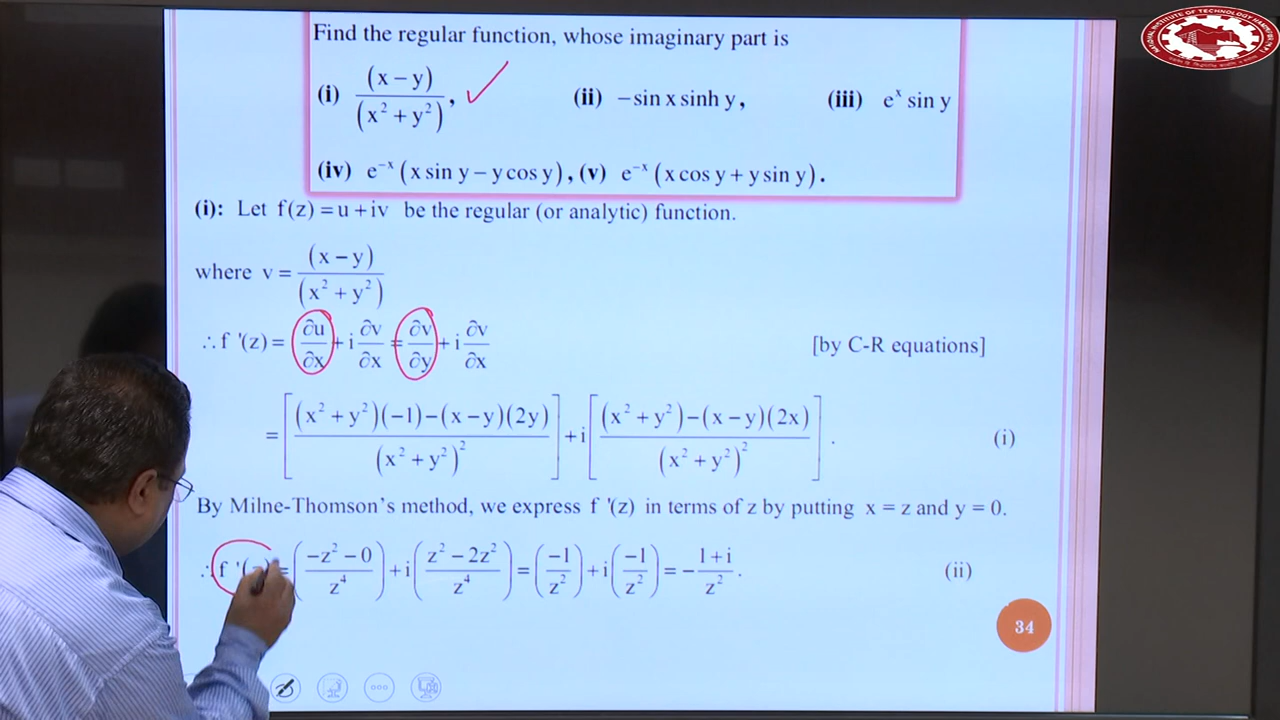 Find the regular function, whose imaginary part is
(i) (x − y) / (x² + y²), (ii) −sin x sinh y, (iii) eˣ sin y
(iv) e⁻ˣ (x sin y − y cos y), (v) e⁻ˣ (x cos y + y sin y).
(i): Let f(z) = u + iv be the regular (or analytic) function.
where v = (x − y) / (x² + y²)
∴ f '(z) = ∂u/∂x + i ∂v/∂x = ∂v/∂y + i ∂v/∂x [by C-R equations]
= [ (x² + y²)(−1) − (x − y)(2y) / (x² + y²)² ] + i [ (x² + y²) − (x − y)(2x) / (x² + y²)² ] . (i)
By Milne-Thomson's method, we express f '(z) in terms of z by putting x = z and y = 0.
∴ f '(z) = ( −z² − 0 / z⁴ ) + i ( z² − 2z² / z⁴ ) = ( −1 / z² ) + i ( −1 / z² ) = − 1 + i / z² . (ii)
34